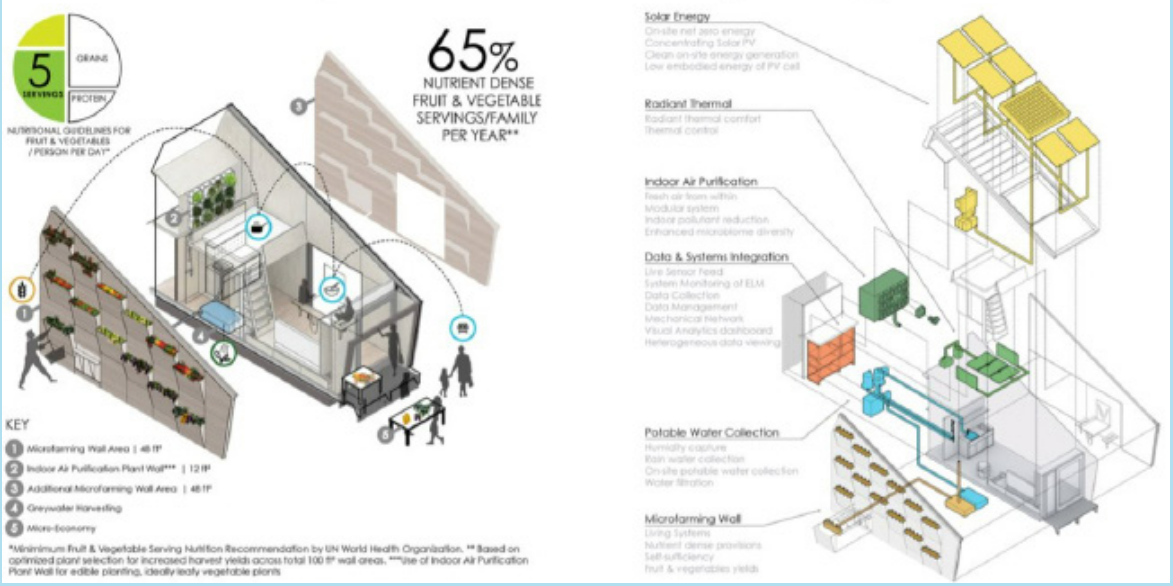 5
SERVINGS
GRAINS
PROTEIN
NUTRITIONAL GUIDELINES FOR
FRUIT & VEGETABLES
/ PERSON PER DAY*
65%
NUTRIENT DENSE
FRUIT & VEGETABLE
SERVINGS/FAMILY
PER YEAR**
3
2
1
4
5
KEY
1 Microfarming Wall Area | 48 ft²
2 Indoor Air Purification Plant Wall*** | 12 ft²
3 Additional Microfarming Wall Area | 48 ft²
4 Greywater Harvesting
5 Micro-Economy
*Minimimum Fruit & Vegetable Serving Nutrition Recommendation by UN World Health Organization. ** Based on
optimized plant selection for increased harvest yields across total 100 ft² wall areas. ***Use of Indoor Air Purification
Plant Wall for edible planting, ideally leafy vegetable plants
Solar Energy
On-site net zero energy
Concentrating Solar PV
Clean on-site energy generation
Low embodied energy of PV cell
Radiant Thermal
Radiant thermal comfort
Thermal control
Indoor Air Purification
Fresh air from within
Modular system
Indoor pollutant reduction
Enhanced microbiome diversity
Data & Systems Integration
Live Sensor Feed
System Monitoring of ELM
Data Collection
Data Management
Mechanical Network
Visual Analytics dashboard
Heterogeneous data viewing
Potable Water Collection
Humidity capture
Rain water collection
On-site potable water collection
Water filtration
Microfarming Wall
Living Systems
Nutrient dense provisions
Self-sufficiency
Fruit & vegetables yields